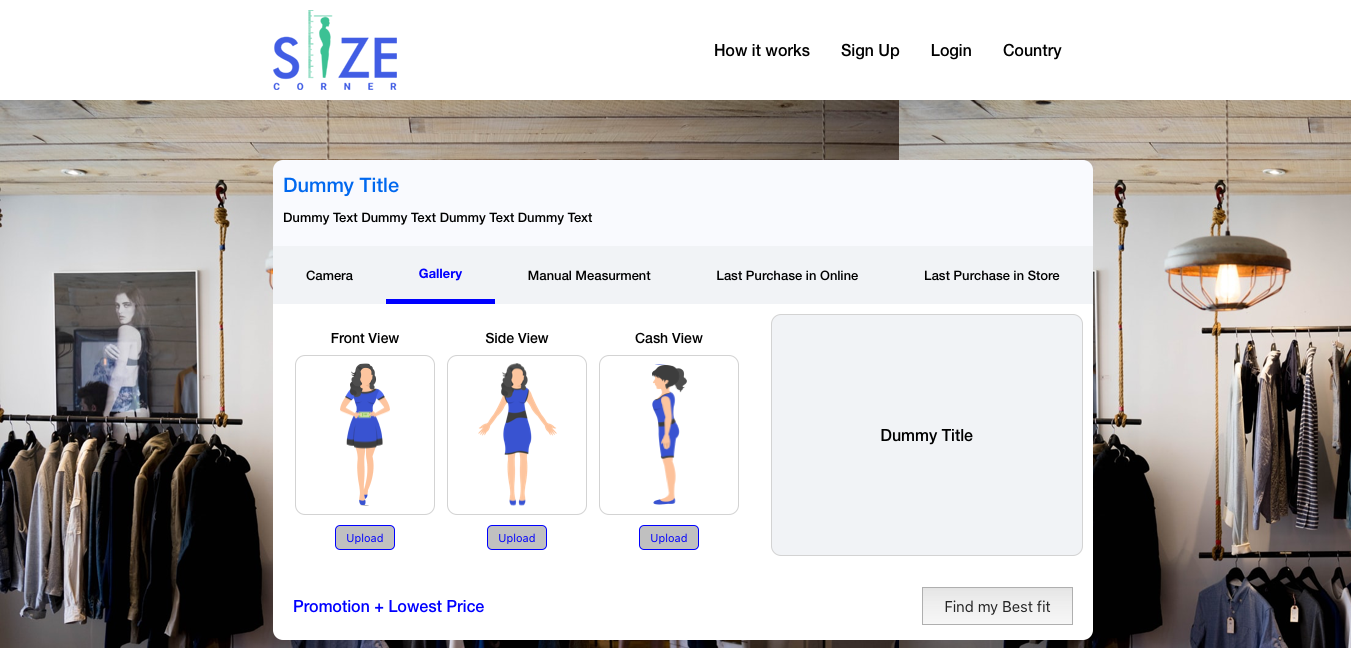 SIZE
CORNER
How it works Sign Up Login Country
Dummy Title
Dummy Text Dummy Text Dummy Text Dummy Text
Camera Gallery Manual Measurment Last Purchase in Online Last Purchase in Store
Front View Side View Cash View
Dummy Title
Upload Upload Upload
Promotion + Lowest Price Find my Best fit